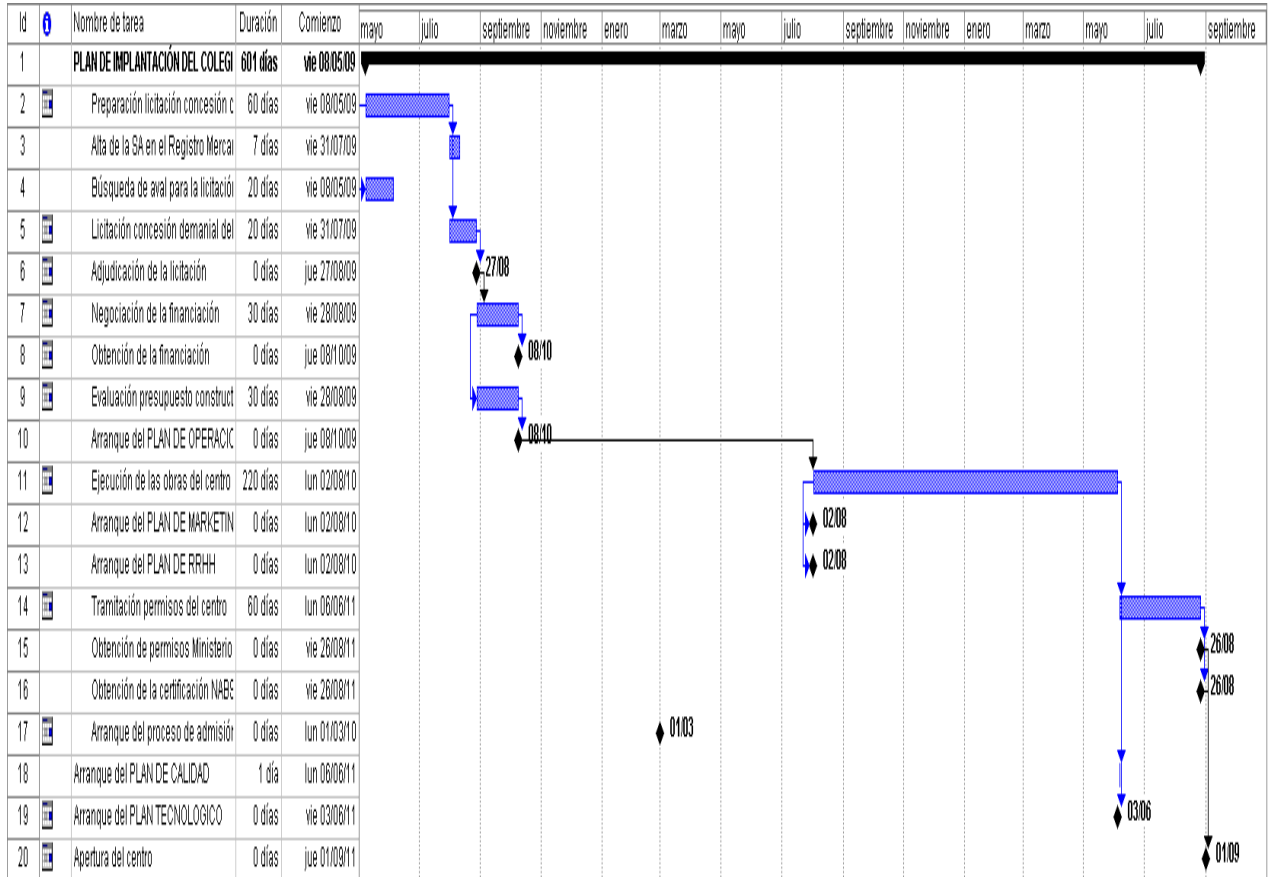 Id Nombre de tarea Duración Comienzo mayo julio septiembre noviembre enero marzo mayo julio septiembre noviembre enero marzo mayo julio septiembre
1 PLAN DE IMPLANTACIÓN DEL COLEGI 601 días vie 08/05/09
2 Preparación licitación concesión c 60 días vie 08/05/09
3 Alta de la SA en el Registro Mercar 7 días vie 31/07/09
4 Búsqueda de aval para la licitación 20 días vie 08/05/09
5 Licitación concesión demanial del 20 días vie 31/07/09
6 Adjudicación de la licitación 0 días jue 27/08/09 27/08
7 Negociación de la financiación 30 días vie 28/08/09
8 Obtención de la financiación 0 días jue 08/10/09 08/10
9 Evaluación presupuesto construct 30 días vie 28/08/09
10 Arranque del PLAN DE OPERACIC 0 días jue 08/10/09 08/10
11 Ejecución de las obras del centro 220 días lun 02/08/10
12 Arranque del PLAN DE MARKETIN 0 días lun 02/08/10 02/08
13 Arranque del PLAN DE RRHH 0 días lun 02/08/10 02/08
14 Tramitación permisos del centro 60 días lun 06/06/11
15 Obtención de permisos Ministerio 0 días vie 26/08/11 26/08
16 Obtención de la certificación NABS 0 días vie 26/08/11 26/08
17 Arranque del proceso de admisión 0 días lun 01/03/10 01/03
18 Arranque del PLAN DE CALIDAD 1 día lun 06/06/11
19 Arranque del PLAN TECNOLOGICO 0 días vie 03/06/11 03/06
20 Apertura del centro 0 días jue 01/09/11 01/09